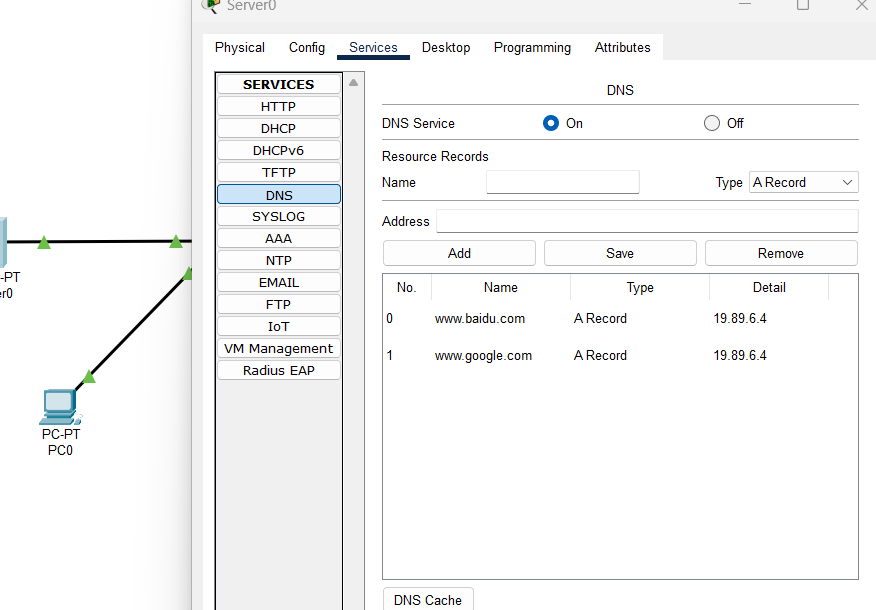 Server0
Physical Config Services Desktop Programming Attributes
SERVICES
HTTP
DHCP
DHCPv6
TFTP
DNS
SYSLOG
AAA
NTP
EMAIL
FTP
IoT
VM Management
Radius EAP
DNS
DNS Service On Off
Resource Records
Name Type A Record
Address
Add Save Remove
No. Name Type Detail
0 www.baidu.com A Record 19.89.6.4
1 www.google.com A Record 19.89.6.4
DNS Cache
-PT
er0
PC-PT
PC0